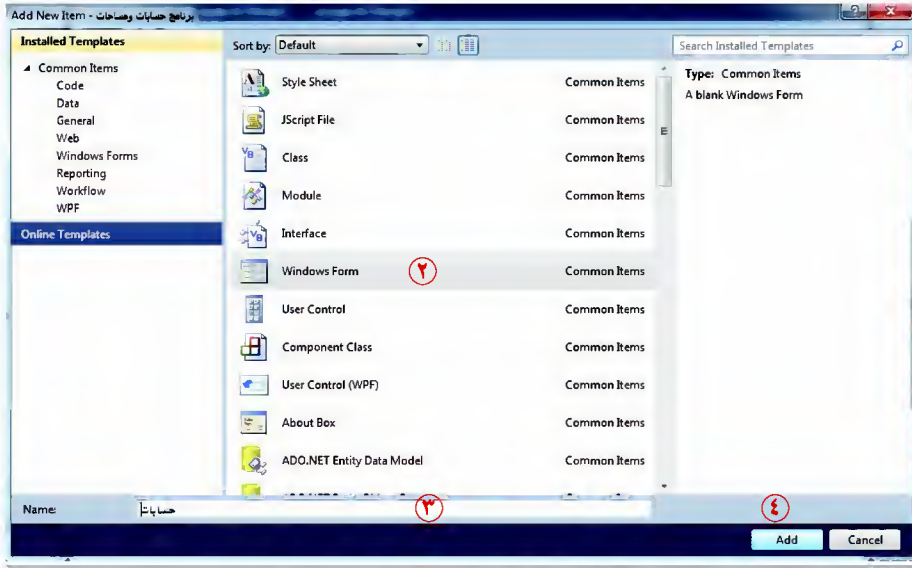 Add New Item - برنامج حسابات ومساحات
Installed Templates
Common Items
Code
Data
General
Web
Windows Forms
Reporting
Workflow
WPF
Online Templates
Sort by: Default
Search Installed Templates
Style Sheet Common Items
JScript File Common Items
Class Common Items
Module Common Items
Interface Common Items
Windows Form ٢ Common Items
User Control Common Items
Component Class Common Items
User Control (WPF) Common Items
About Box Common Items
ADO.NET Entity Data Model Common Items
Type: Common Items
A blank Windows Form
Name: حسابات ٣
٤
Add Cancel